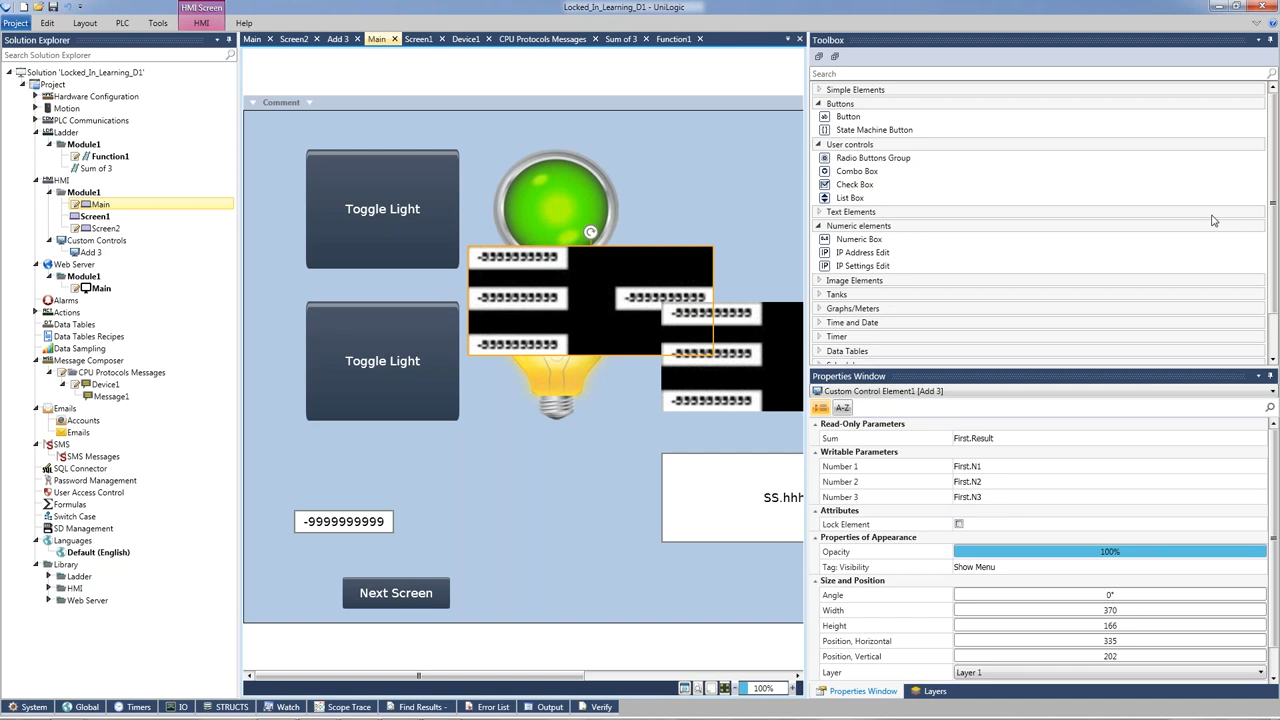 HMI Screen
Locked_In_Learning_D1 - UniLogic
Project Edit Layout PLC Tools HMI Help
Solution Explorer
Search Solution Explorer
Solution 'Locked_In_Learning_D1'
Project
Hardware Configuration
Motion
PLC Communications
Ladder
Module1
Function1
Sum of 3
HMI
Module1
Main
Screen1
Screen2
Custom Controls
Add 3
Web Server
Module1
Main
Alarms
Actions
Data Tables
Data Tables Recipes
Data Sampling
Message Composer
CPU Protocols Messages
Device1
Message1
Emails
Accounts
Emails
SMS
SMS Messages
SQL Connector
Password Management
User Access Control
Formulas
Switch Case
SD Management
Languages
Default (English)
Library
Ladder
HMI
Web Server
Main Screen2 Add 3 Main Screen1 Device1 CPU Protocols Messages Sum of 3 Function1
Comment
Toggle Light
Toggle Light
-9999999999
SS.hhh
Next Screen
100%
Toolbox
Search
Simple Elements
Buttons
Button
State Machine Button
User controls
Radio Buttons Group
Combo Box
Check Box
List Box
Text Elements
Numeric elements
Numeric Box
IP Address Edit
IP Settings Edit
Image Elements
Tanks
Graphs/Meters
Time and Date
Timer
Data Tables
Properties Window
Custom Control Element1 [Add 3]
A-Z
Read-Only Parameters
Sum First.Result
Writable Parameters
Number 1 First.N1
Number 2 First.N2
Number 3 First.N3
Attributes
Lock Element
Properties of Appearance
Opacity 100%
Tag: Visibility Show Menu
Size and Position
Angle 0°
Width 370
Height 166
Position, Horizontal 335
Position, Vertical 202
Layer Layer 1
Properties Window Layers
System Global Timers IO STRUCTS Watch Scope Trace Find Results - Error List Output Verify